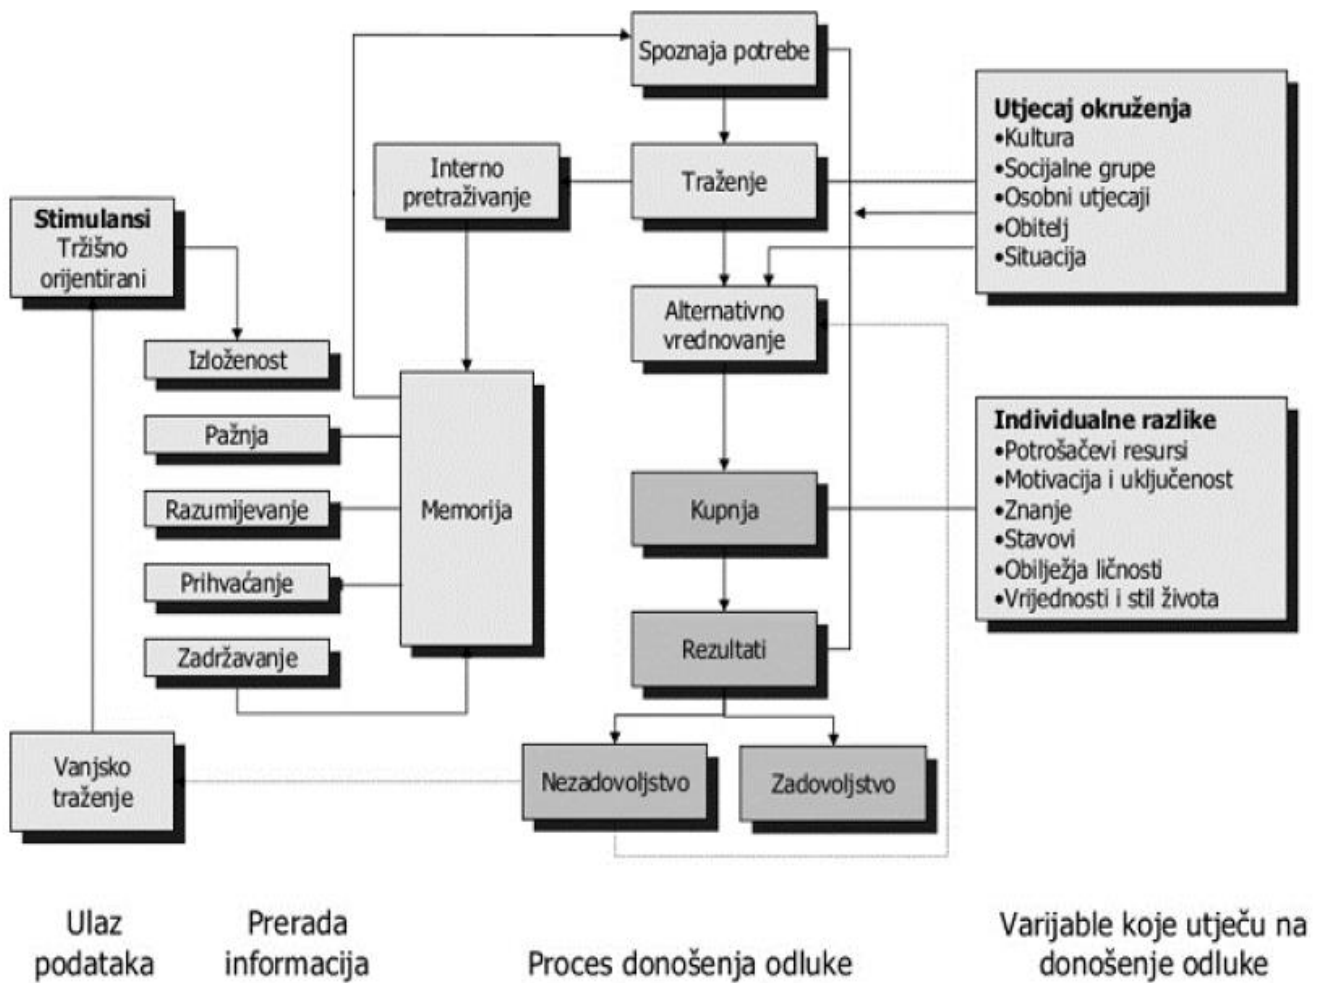 Spoznaja potrebe
Utjecaj okruženja
•Kultura
•Socijalne grupe
•Osobni utjecaji
•Obitelj
•Situacija
Interno
pretraživanje
Traženje
Stimulansi
Tržišno
orijentirani
Alternativno
vrednovanje
Izloženost
Pažnja
Razumijevanje
Prihvaćanje
Zadržavanje
Memorija
Kupnja
Individualne razlike
•Potrošačevi resursi
•Motivacija i uključenost
•Znanje
•Stavovi
•Obilježja ličnosti
•Vrijednosti i stil života
Rezultati
Vanjsko
traženje
Nezadovoljstvo
Zadovoljstvo
Ulaz
podataka
Prerada
informacija
Proces donošenja odluke
Varijable koje utječu na
donošenje odluke